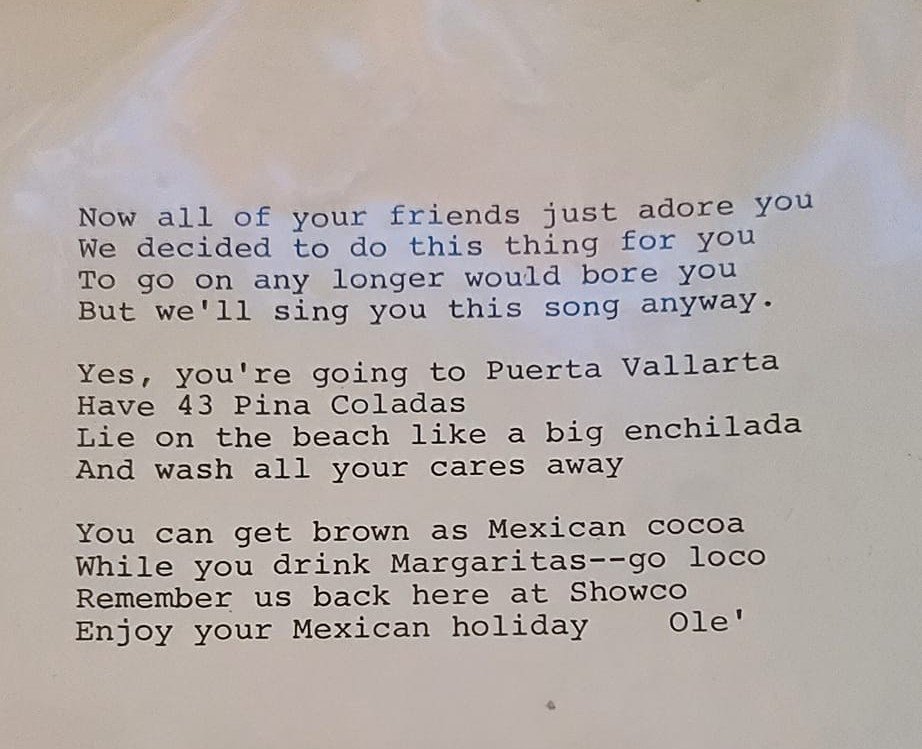 Now all of your friends just adore you
We decided to do this thing for you
To go on any longer would bore you
But we'll sing you this song anyway.
Yes, you're going to Puerta Vallarta
Have 43 Pina Coladas
Lie on the beach like a big enchilada
And wash all your cares away
You can get brown as Mexican cocoa
While you drink Margaritas--go loco
Remember us back here at Showco
Enjoy your Mexican holiday    Ole'